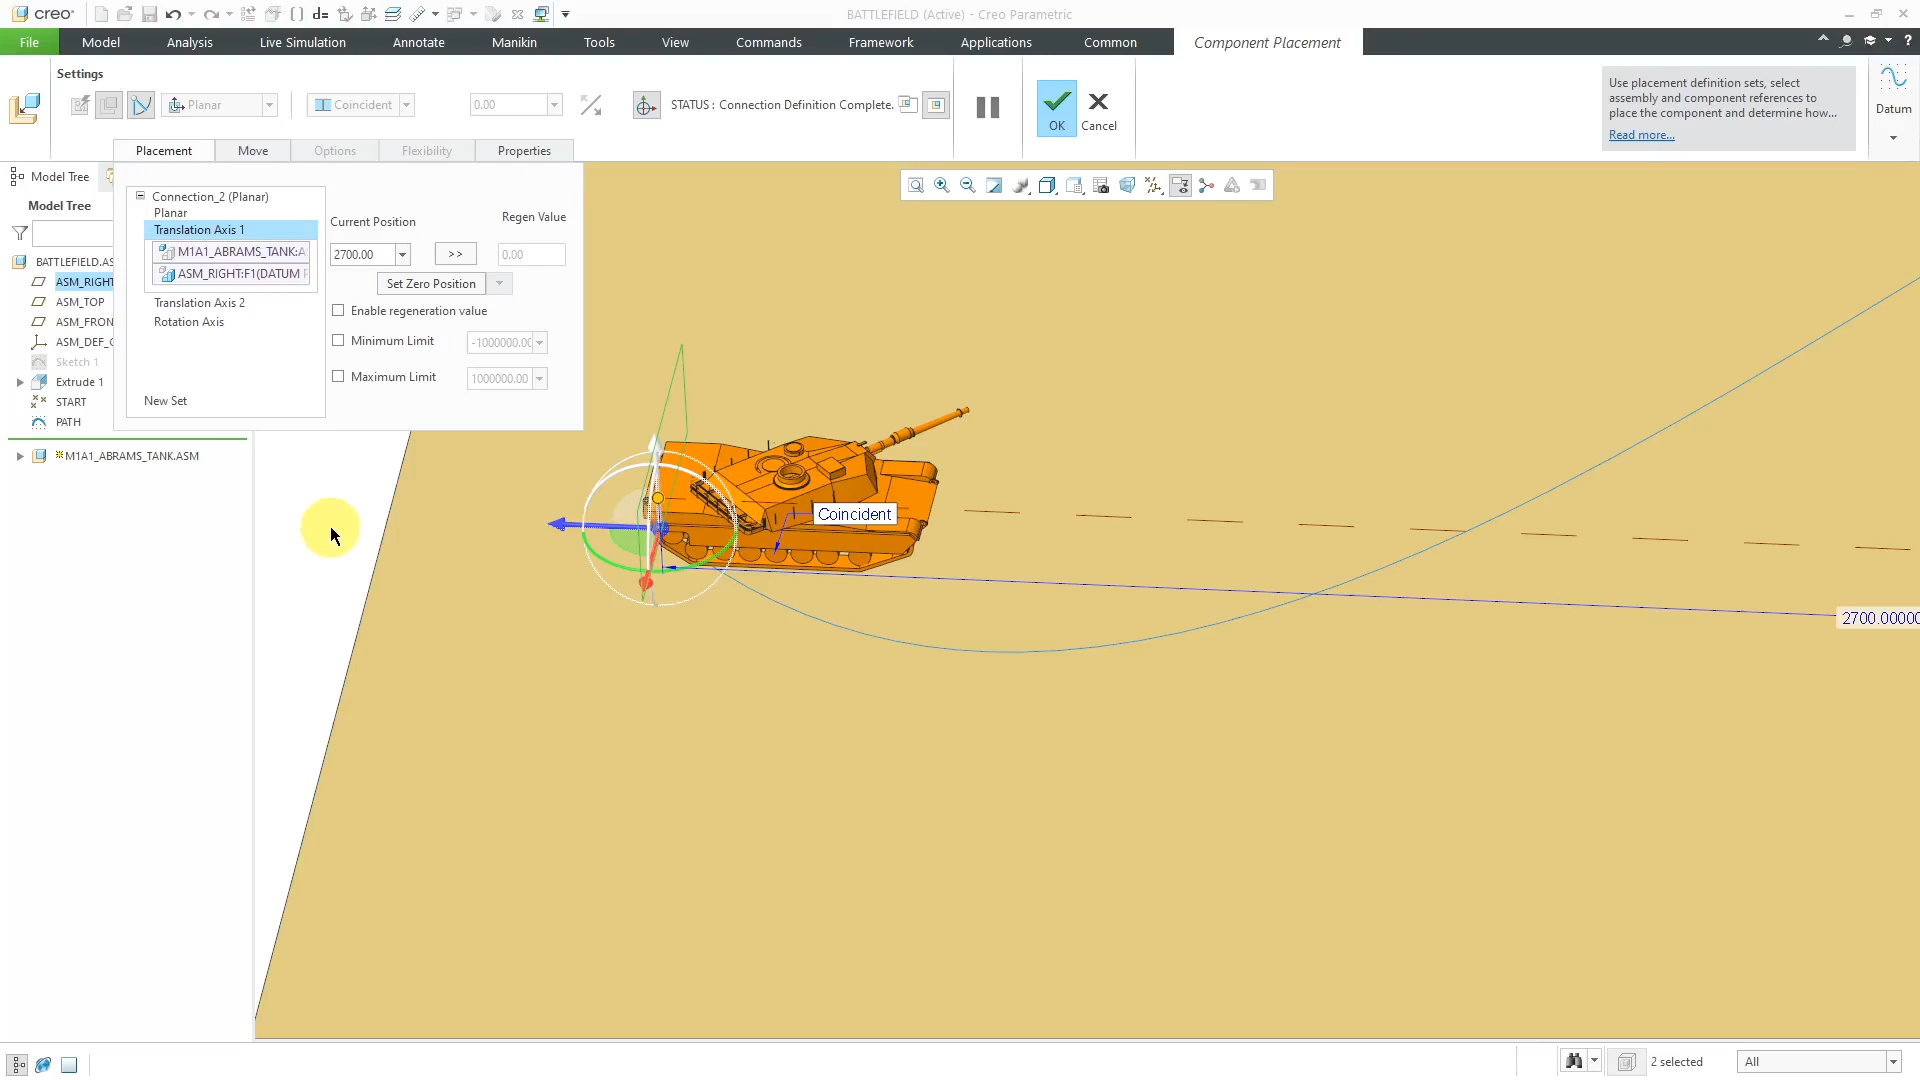 creo
d=
BATTLEFIELD (Active) - Creo Parametric
File
Model
Analysis
Live Simulation
Annotate
Manikin
Tools
View
Commands
Framework
Applications
Common
Component Placement
?
Settings
Planar
Coincident
0.00
STATUS : Connection Definition Complete.
OK
Cancel
Use placement definition sets, select
assembly and component references to
place the component and determine how...
Read more...
Datum
Placement
Move
Options
Flexibility
Properties
Model Tree
Model Tree
BATTLEFIELD.AS
ASM_RIGHT
ASM_TOP
ASM_FRON
ASM_DEF_C
Sketch 1
Extrude 1
START
PATH
M1A1_ABRAMS_TANK.ASM
Connection_2 (Planar)
Planar
Translation Axis 1
M1A1_ABRAMS_TANK:A
ASM_RIGHT:F1(DATUM
Translation Axis 2
Rotation Axis
New Set
Current Position
Regen Value
2700.00
>>
0.00
Set Zero Position
Enable regeneration value
Minimum Limit
-1000000.00
Maximum Limit
1000000.00
Coincident
2700.0000
2 selected
All